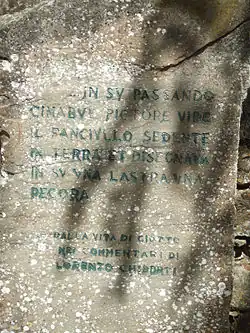 ...IN SV PASSANDO
CINABVE PICTORE VIDE
IL FANCIVLLO SEDENTE
IN TERRA ET DISEGNAVA
IN SV VNA LASTRA VNA
PECORA
DALLA VITA DI GIOTTO
NEI COMMENTARI DI
LORENZO GHIBERTI